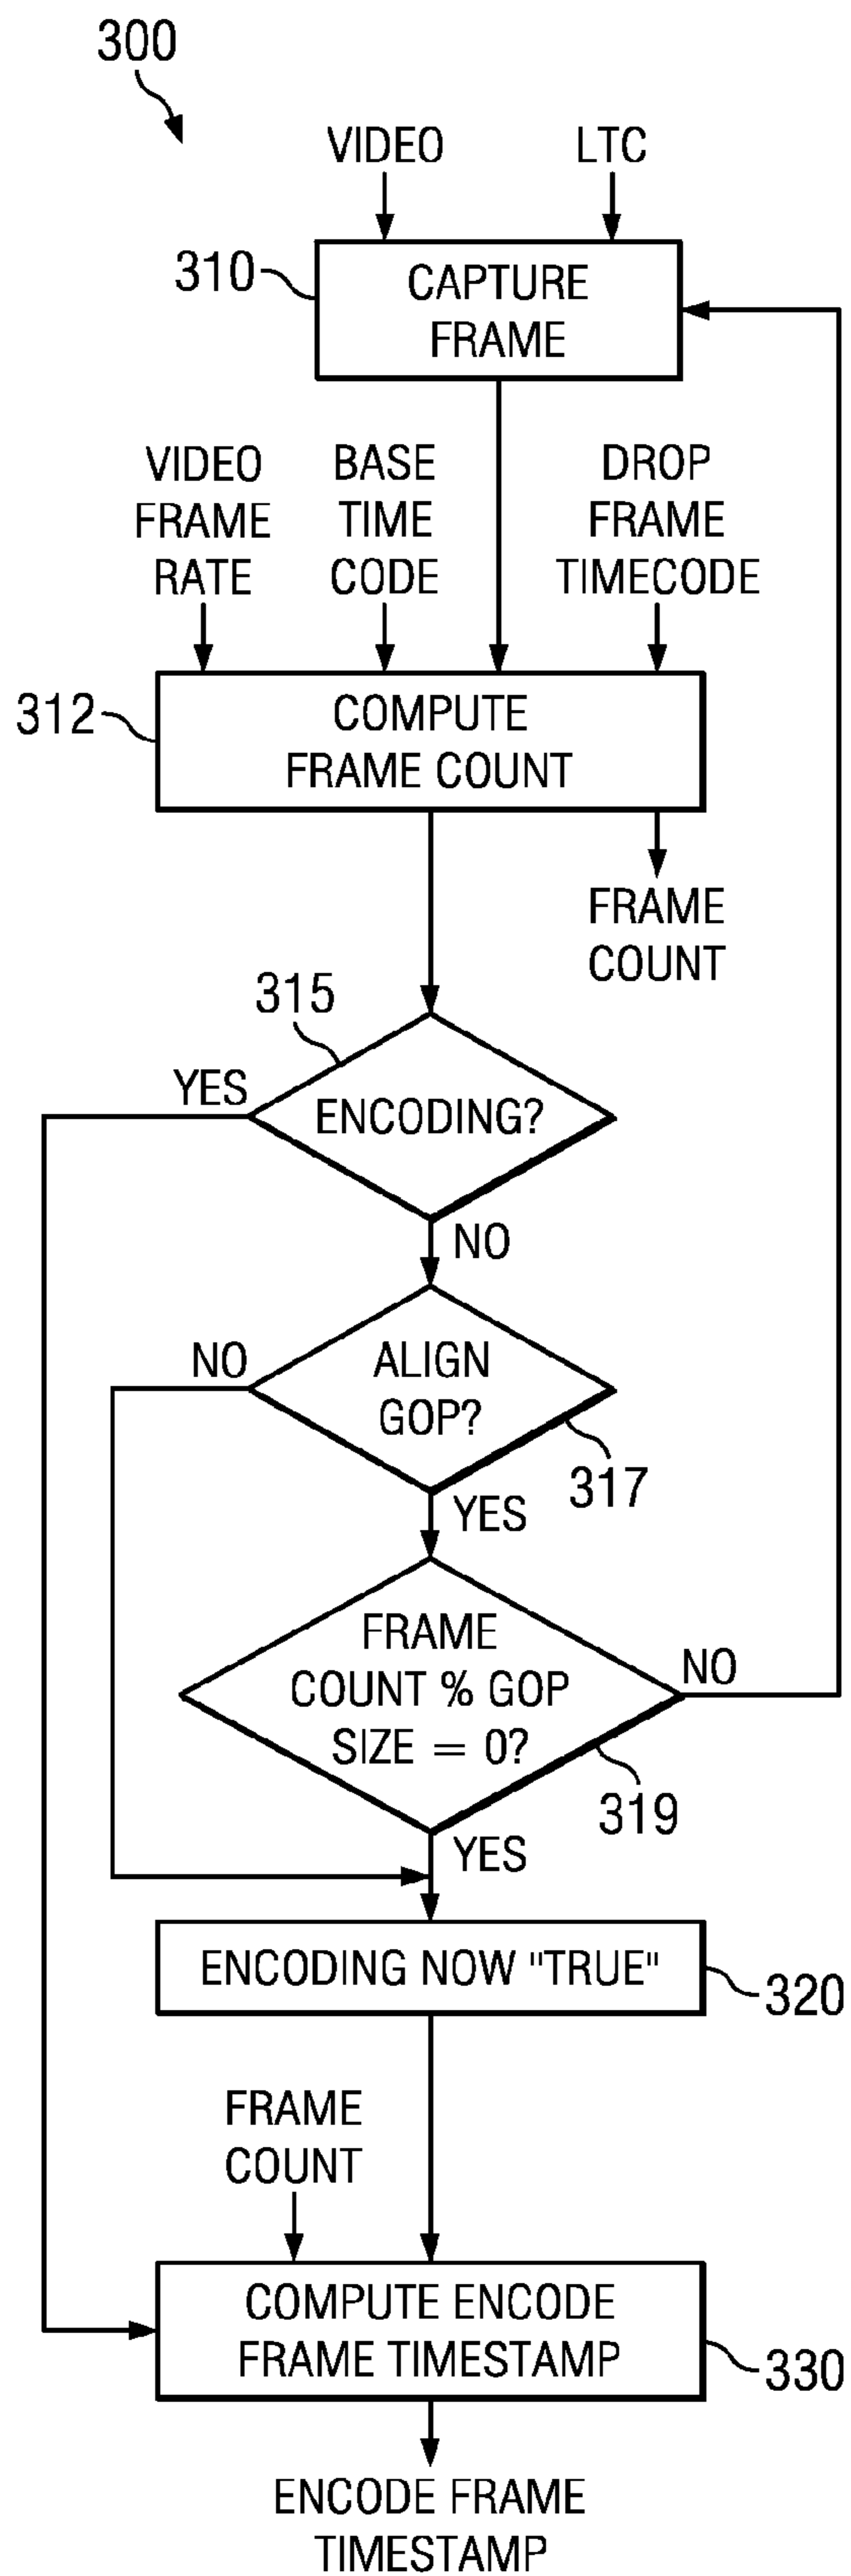 300
VIDEO
LTC
310
CAPTURE
FRAME
VIDEO
FRAME
RATE
BASE
TIME
CODE
DROP
FRAME
TIMECODE
312
COMPUTE
FRAME COUNT
FRAME
COUNT
315
YES
ENCODING?
NO
NO
ALIGN
GOP?
317
YES
FRAME
COUNT % GOP
SIZE = 0?
NO
319
YES
ENCODING NOW "TRUE"
320
FRAME
COUNT
COMPUTE ENCODE
FRAME TIMESTAMP
330
ENCODE FRAME
TIMESTAMP